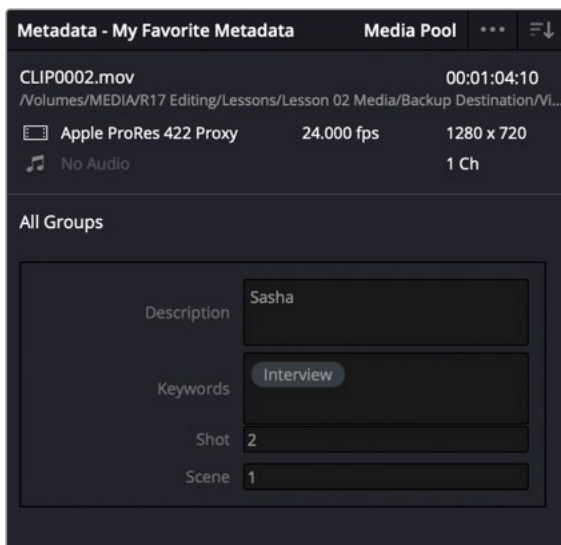 Metadata - My Favorite Metadata Media Pool ···
CLIP0002.mov 00:01:04:10
/Volumes/MEDIA/R17 Editing/Lessons/Lesson 02 Media/Backup Destination/Vi...
Apple ProRes 422 Proxy 24.000 fps 1280 x 720
No Audio 1 Ch
All Groups
Description Sasha
Keywords Interview
Shot 2
Scene 1